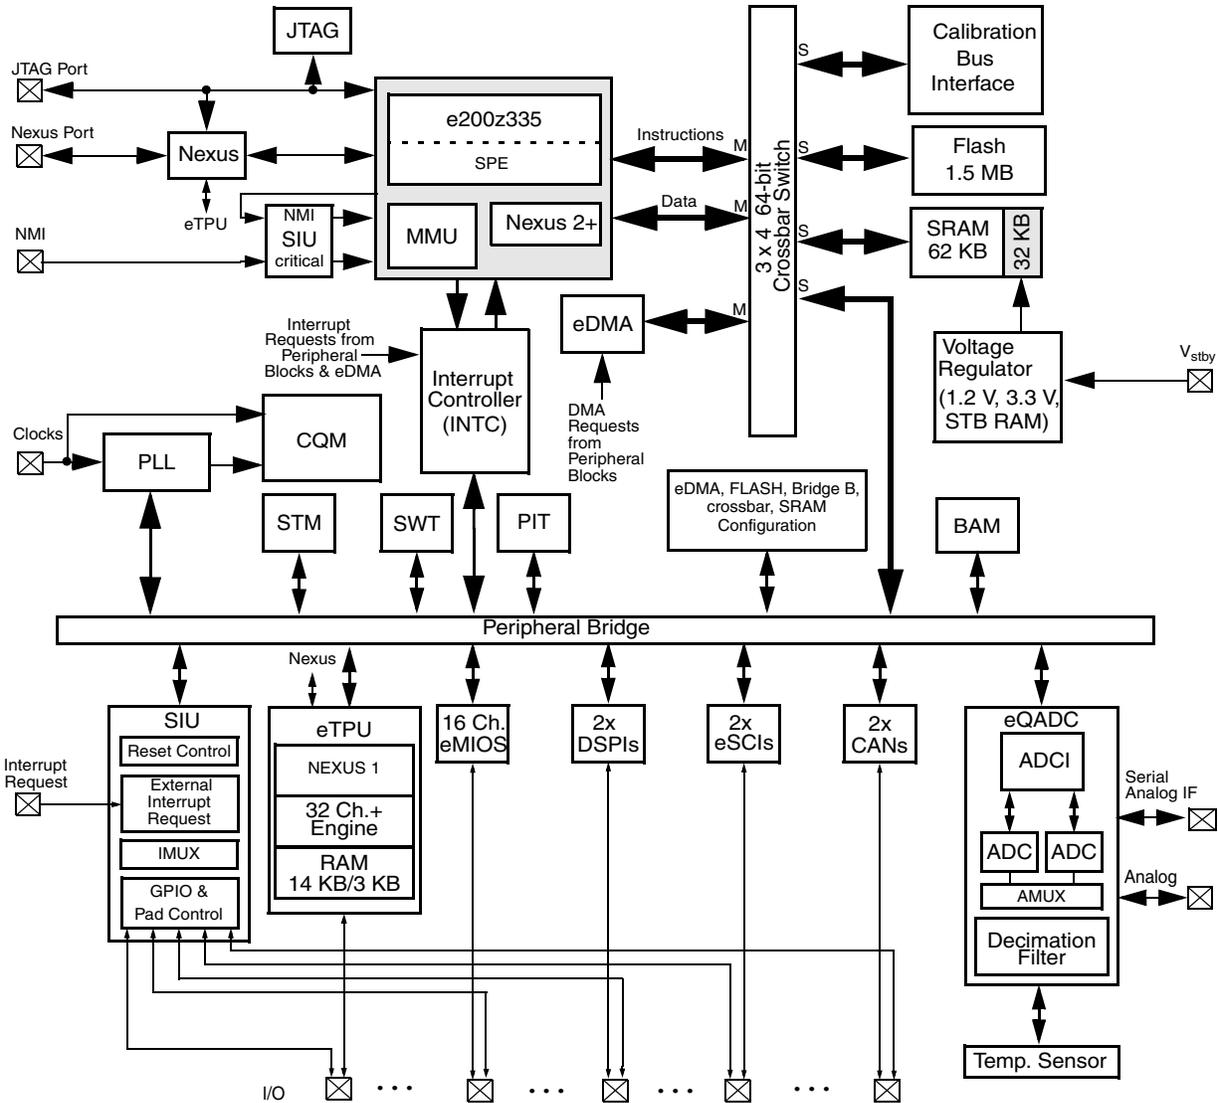 JTAG
JTAG Port
Nexus Port
Nexus
eTPU
NMI
NMI
SIU
critical
e200z335
SPE
MMU
Nexus 2+
Instructions
Data
M
M
M
3 x 4 64-bit
Crossbar Switch
S
S
S
S
Calibration
Bus
Interface
Flash
1.5 MB
SRAM
62 KB
32 KB
eDMA
DMA
Requests
from
Peripheral
Blocks
Interrupt
Requests from
Peripheral
Blocks & eDMA
Interrupt
Controller
(INTC)
Voltage
Regulator
(1.2 V, 3.3 V,
STB RAM)
Vstby
Clocks
PLL
CQM
STM
SWT
PIT
eDMA, FLASH, Bridge B,
crossbar, SRAM
Configuration
BAM
Peripheral Bridge
SIU
Reset Control
External
Interrupt
Request
IMUX
GPIO &
Pad Control
Interrupt
Request
Nexus
eTPU
NEXUS 1
32 Ch.+
Engine
RAM
14 KB/3 KB
16 Ch.
eMIOS
2x
DSPIs
2x
eSCIs
2x
CANs
eQADC
ADCI
ADC
ADC
AMUX
Decimation
Filter
Serial
Analog IF
Analog
Temp. Sensor
I/O
• • •
• • •
• • •
• • •